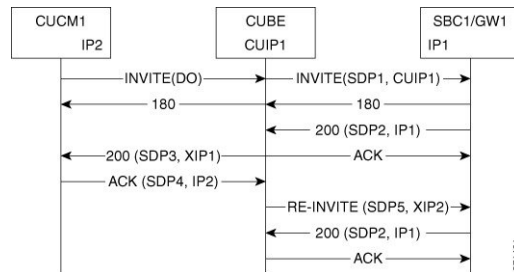 CUCM1
IP2
CUBE
CUIP1
SBC1/GW1
IP1
INVITE(DO)
INVITE(SDP1, CUIP1)
180
180
200 (SDP2, IP1)
200 (SDP3, XIP1)
ACK
ACK (SDP4, IP2)
RE-INVITE (SDP5, XIP2)
200 (SDP2, IP1)
ACK